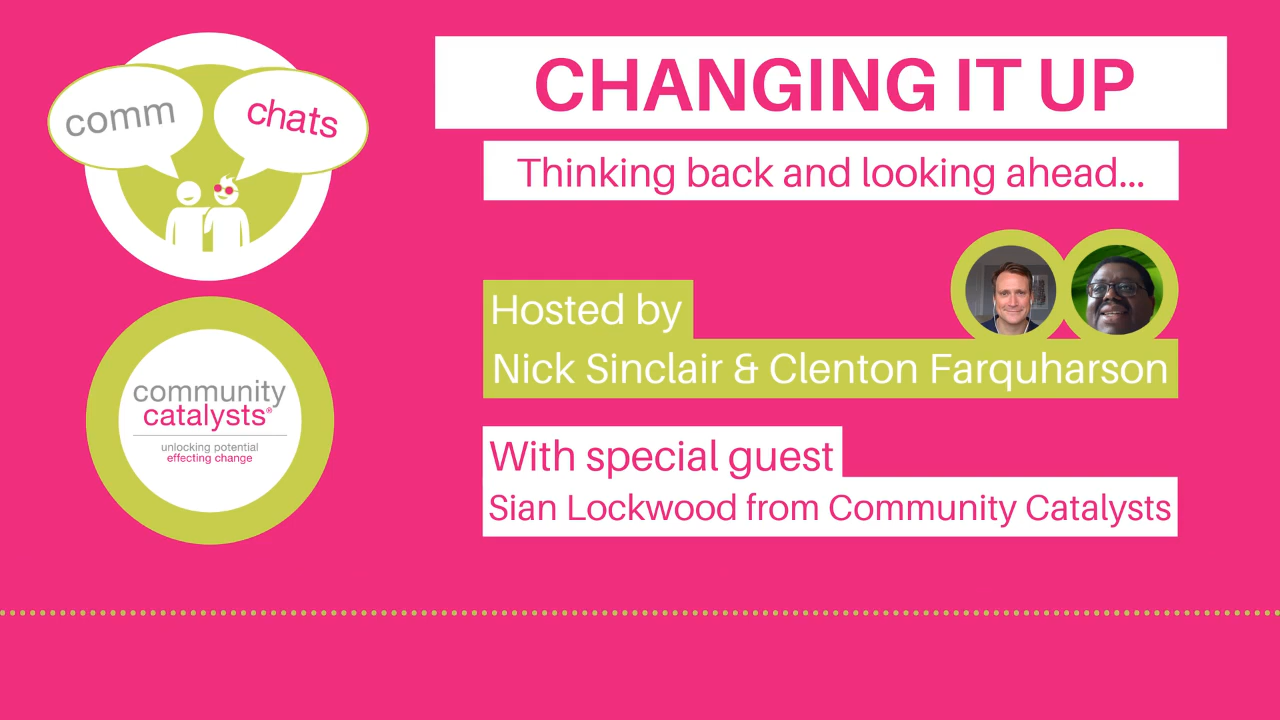 comm chats
community
catalysts®
unlocking potential
effecting change
CHANGING IT UP
Thinking back and looking ahead...
Hosted by
Nick Sinclair & Clenton Farquharson
With special guest
Sian Lockwood from Community Catalysts